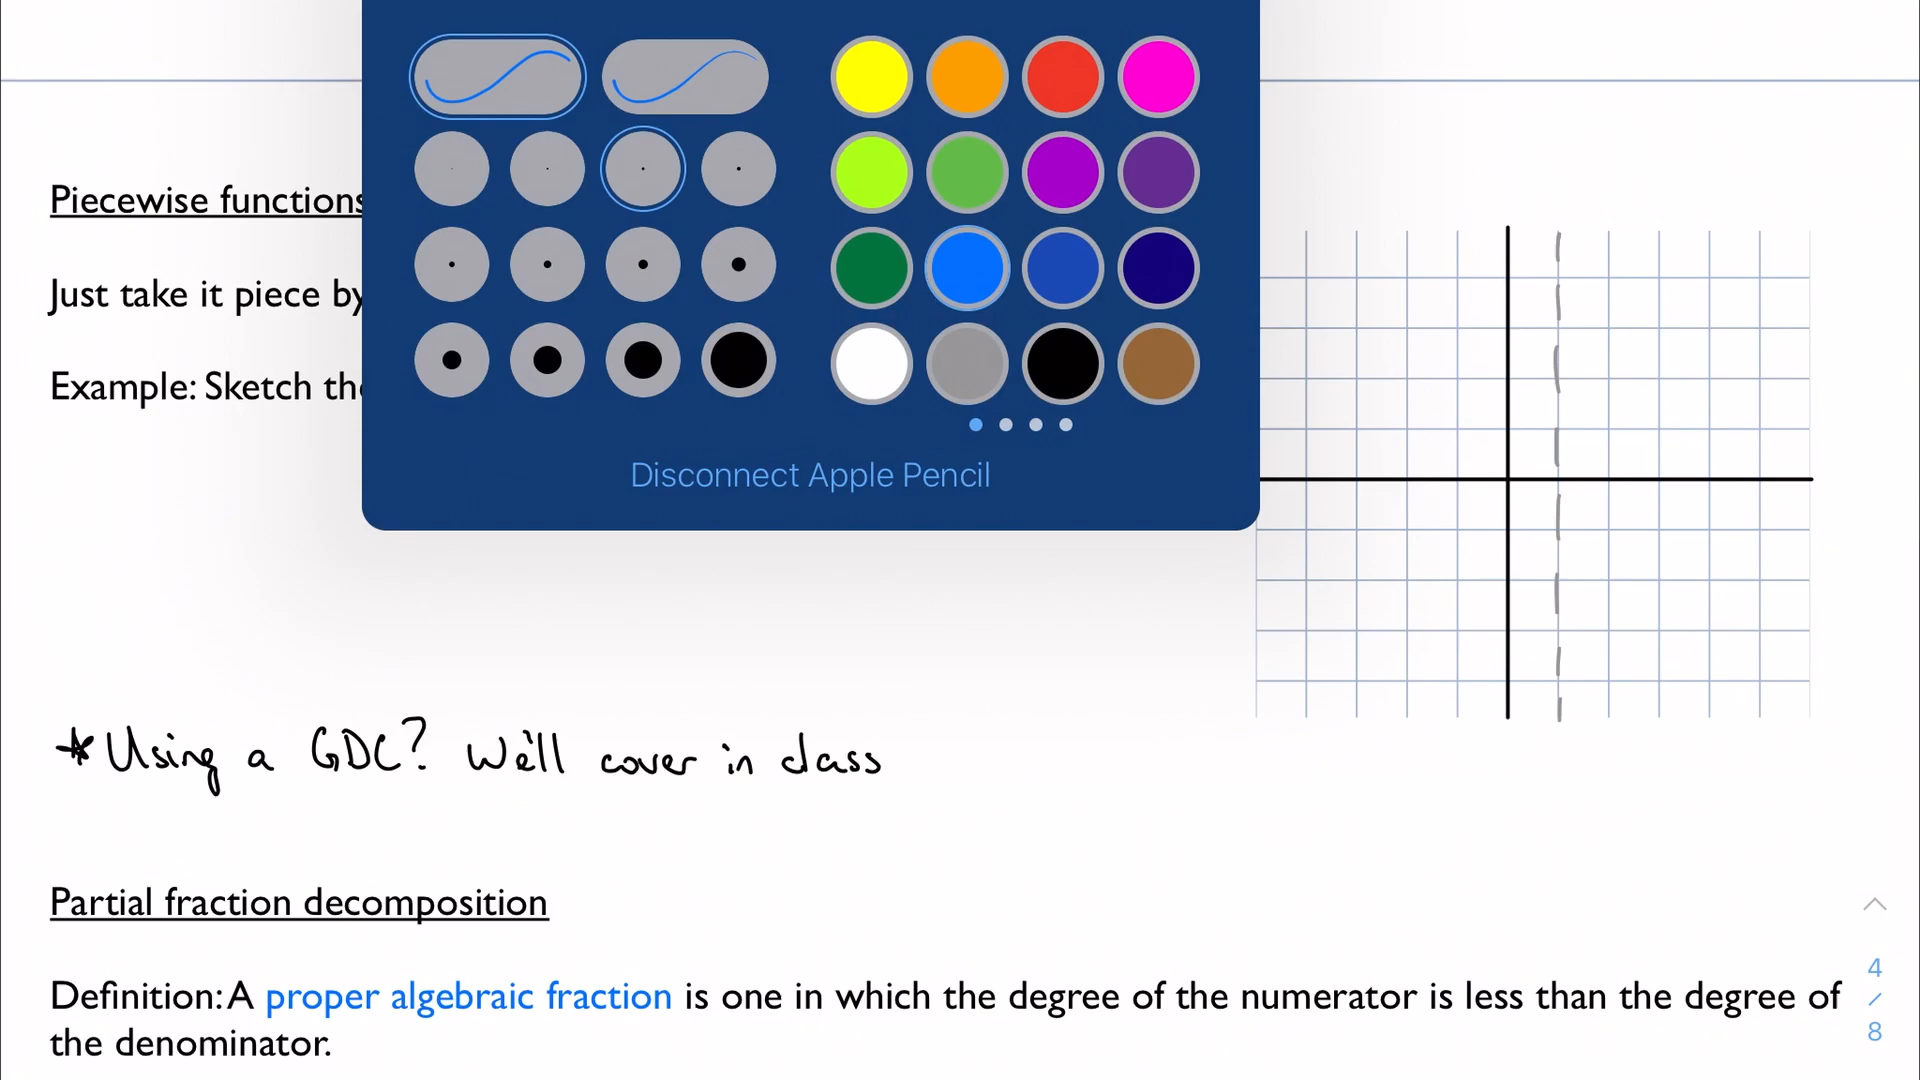 Piecewise functions
Just take it piece by
Example: Sketch the
Disconnect Apple Pencil
*Using a GDC? We'll cover in class
Partial fraction decomposition
Definition: A proper algebraic fraction is one in which the degree of the numerator is less than the degree of
the denominator.
4
/
8